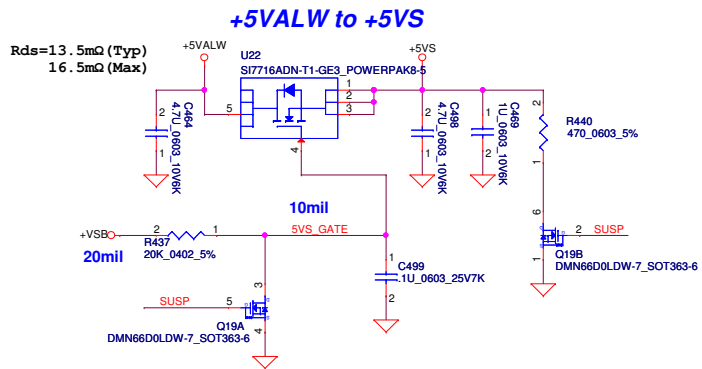 +5VALW to +5VS
Rds=13.5mΩ(Typ)
16.5mΩ(Max)
+5VALW
U22
SI7716ADN-T1-GE3_POWERPAK8-5
+5VS
5
1
2
3
4
2
1
C464
4.7U_0603_10V6K
2
1
C498
4.7U_0603_10V6K
1
2
C469
1U_0603_10V6K
2
1
R440
470_0603_5%
10mil
+VSB
2
1
R437
20K_0402_5%
20mil
5VS_GATE
6
2
1
SUSP
Q19B
DMN66D0LDW-7_SOT363-6
1
2
C499
.1U_0603_25V7K
SUSP
5
3
4
Q19A
DMN66D0LDW-7_SOT363-6